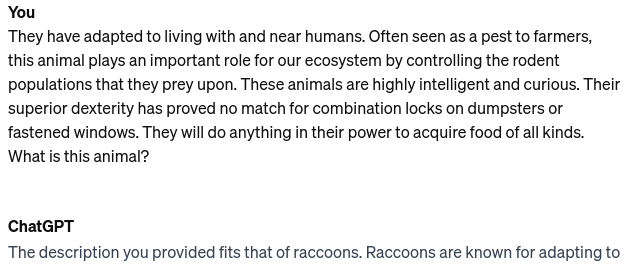 You
They have adapted to living with and near humans. Often seen as a pest to farmers,
this animal plays an important role for our ecosystem by controlling the rodent
populations that they prey upon. These animals are highly intelligent and curious. Their
superior dexterity has proved no match for combination locks on dumpsters or
fastened windows. They will do anything in their power to acquire food of all kinds.
What is this animal?
ChatGPT
The description you provided fits that of raccoons. Raccoons are known for adapting to